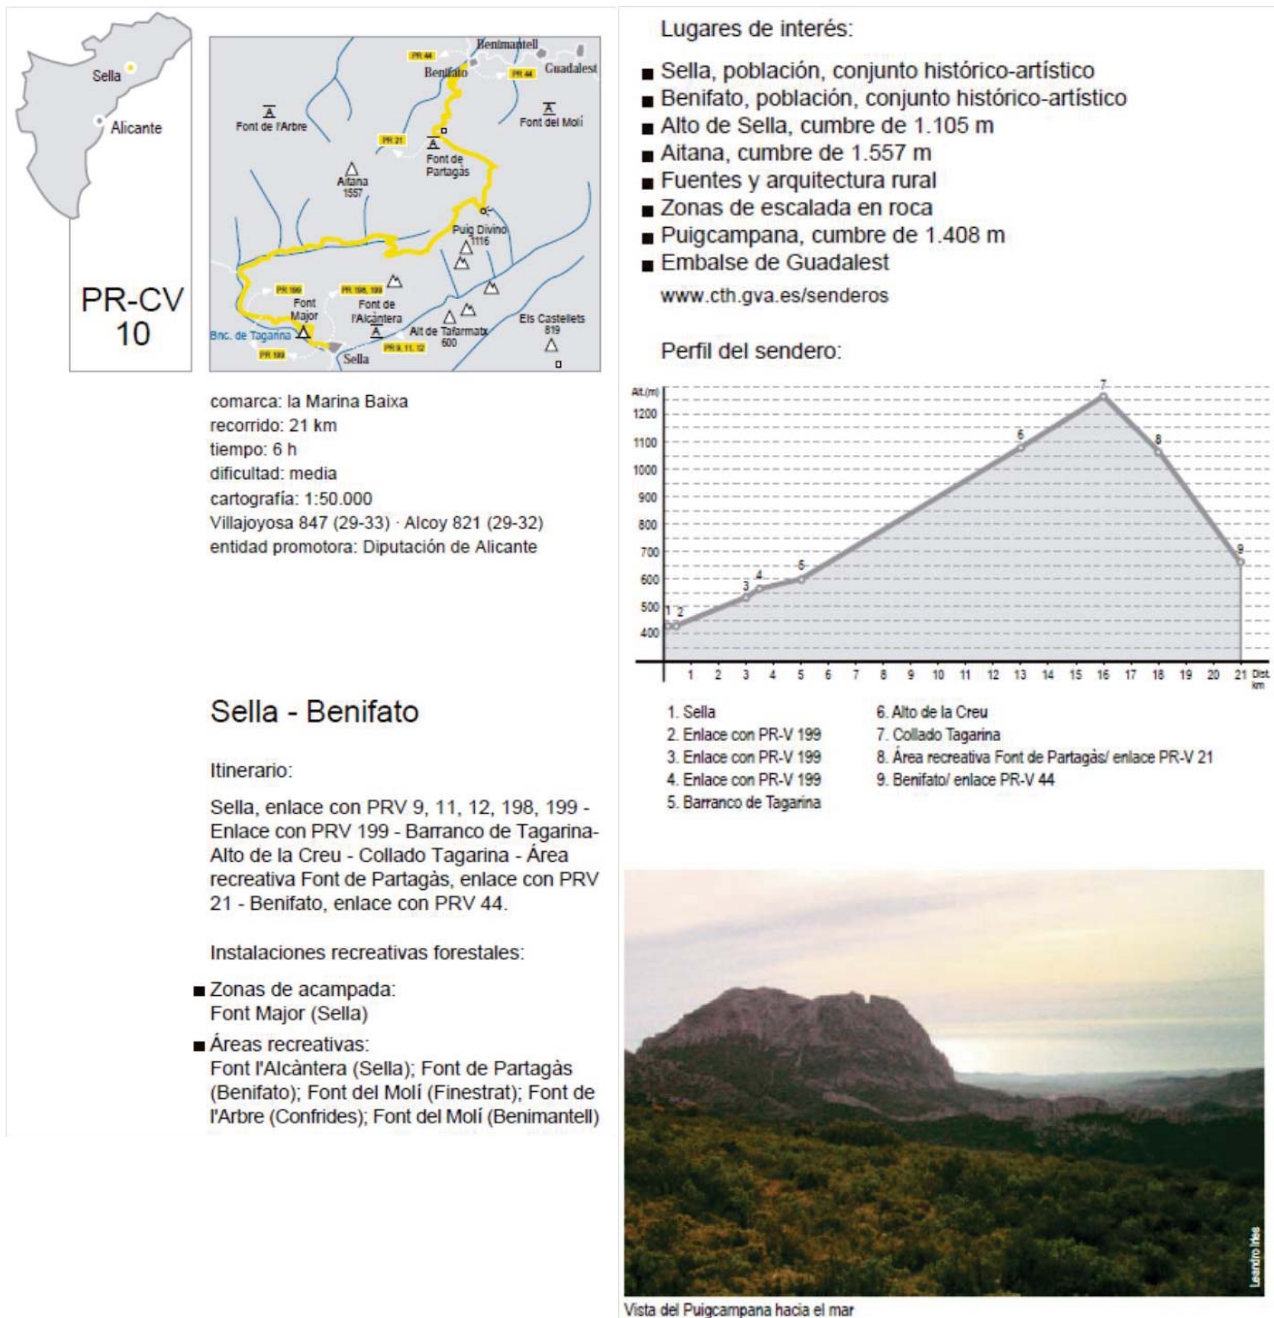 Sella
Alicante
PR-CV
10
PR 44
Benimantell
Benifato
PR 44
Guadalest
Font de l'Arbre
Font del Molí
PR 21
Font de
Partagàs
Aitana
1557
Puig Divino
1116
PR 199
PR 198, 199
Font
Major
Font de
l'Alcàntera
Bnc. de Tagarina
Alt de Tafarmatx
600
Els Castellets
819
PR 199
Sella
PR 9, 11, 12
comarca: la Marina Baixa
recorrido: 21 km
tiempo: 6 h
dificultad: media
cartografía: 1:50.000
Villajoyosa 847 (29-33) · Alcoy 821 (29-32)
entidad promotora: Diputación de Alicante
Sella - Benifato
Itinerario:
Sella, enlace con PRV 9, 11, 12, 198, 199 -
Enlace con PRV 199 - Barranco de Tagarina-
Alto de la Creu - Collado Tagarina - Área
recreativa Font de Partagàs, enlace con PRV
21 - Benifato, enlace con PRV 44.
Instalaciones recreativas forestales:
Zonas de acampada:
Font Major (Sella)
Áreas recreativas:
Font l'Alcàntera (Sella); Font de Partagàs
(Benifato); Font del Molí (Finestrat); Font de
l'Arbre (Confrides); Font del Molí (Benimantell)
Lugares de interés:
Sella, población, conjunto histórico-artístico
Benifato, población, conjunto histórico-artístico
Alto de Sella, cumbre de 1.105 m
Aitana, cumbre de 1.557 m
Fuentes y arquitectura rural
Zonas de escalada en roca
Puigcampana, cumbre de 1.408 m
Embalse de Guadalest
www.cth.gva.es/senderos
Perfil del sendero:
Alt.(m)
1200
1100
1000
900
800
700
600
500
400
1 2 3 4 5 6 7 8 9
1 2 3 4 5 6 7 8 9 10 11 12 13 14 15 16 17 18 19 20 21 Dist.
km
1. Sella
2. Enlace con PR-V 199
3. Enlace con PR-V 199
4. Enlace con PR-V 199
5. Barranco de Tagarina
6. Alto de la Creu
7. Collado Tagarina
8. Área recreativa Font de Partagàs/ enlace PR-V 21
9. Benifato/ enlace PR-V 44
Leandro Iñes
Vista del Puigcampana hacia el mar